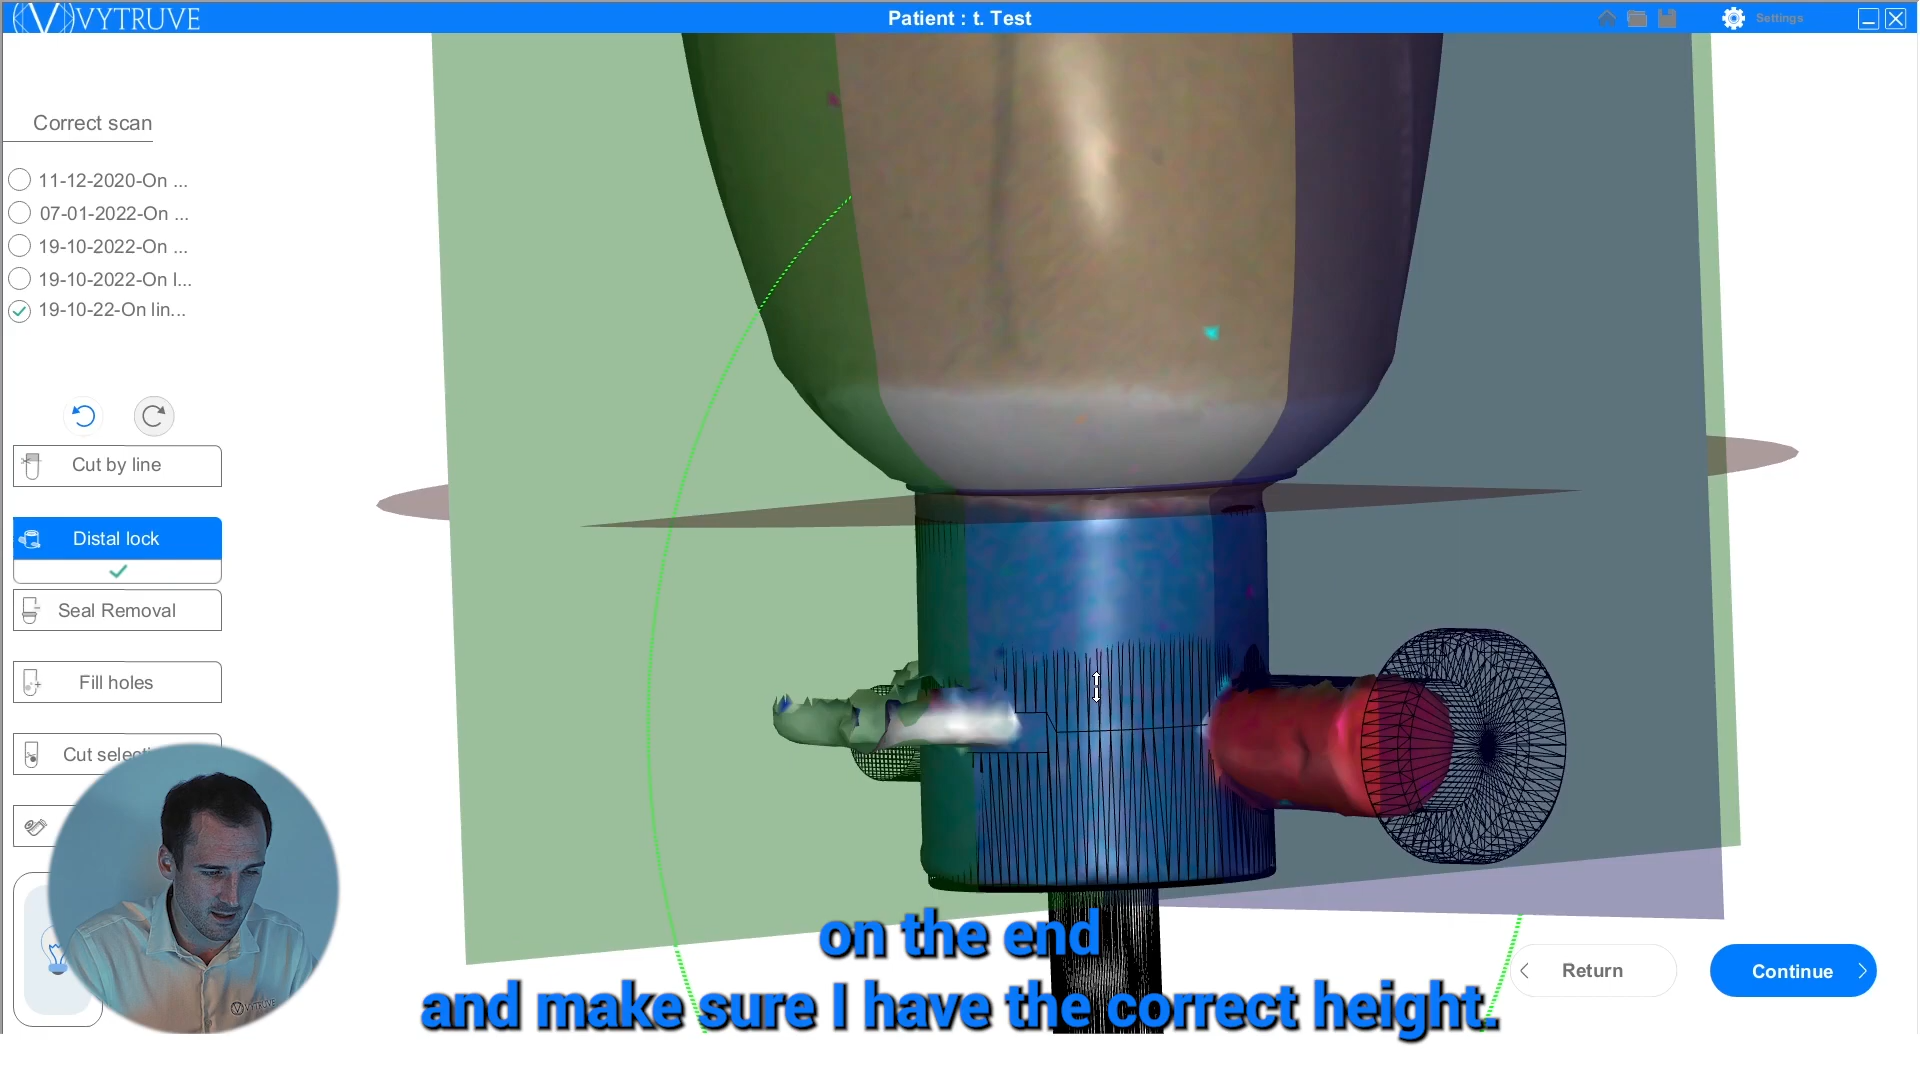 VYTRUVE
Patient : t. Test
Settings
Correct scan
11-12-2020-On ...
07-01-2022-On ...
19-10-2022-On ...
19-10-2022-On l...
19-10-22-On lin...
Cut by line
Distal lock
Seal Removal
Fill holes
Cut selecti
VYTRUVE
on the end
and make sure I have the correct height.
Return
Continue